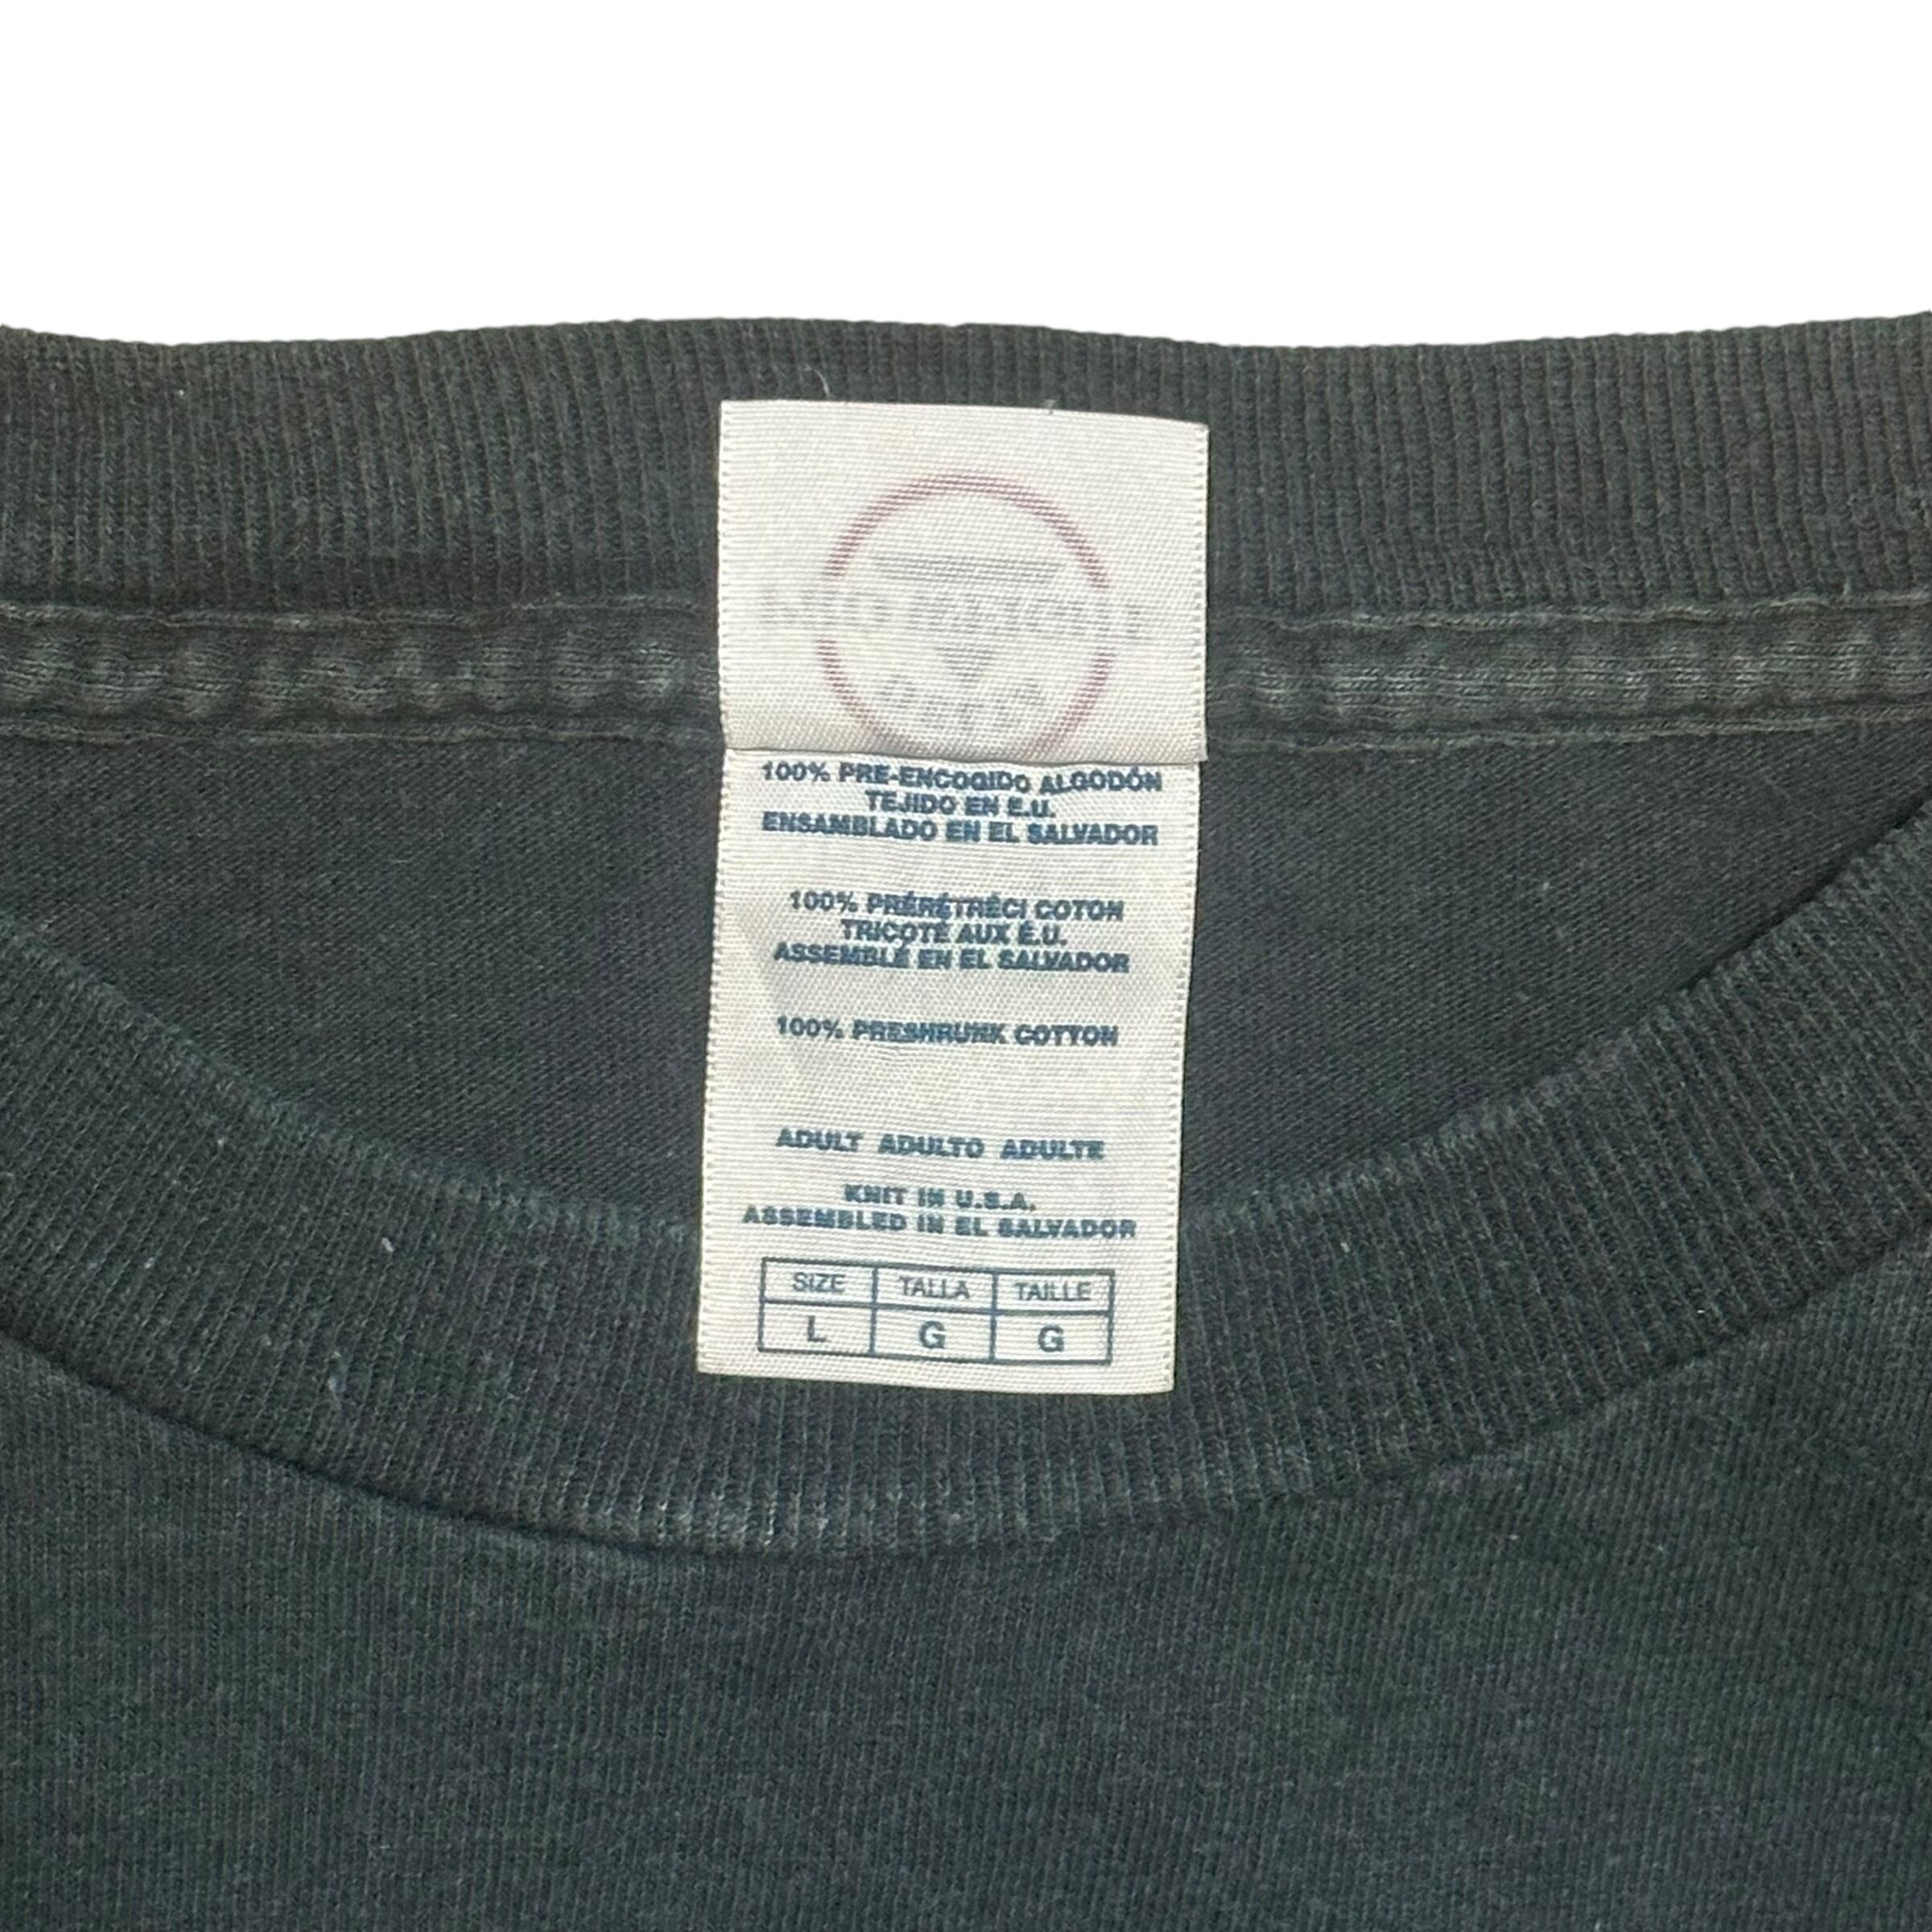 100% PRE-ENCOGIDO ALGODÓN
TEJIDO EN E.U.
ENSAMBLADO EN EL SALVADOR
100% PRÉRÉTRÉCI COTON
TRICOTÉ AUX É.U.
ASSEMBLÉ EN EL SALVADOR
100% PRESHRUNK COTTON
ADULT ADULTO ADULTE
KNIT IN U.S.A.
ASSEMBLED IN EL SALVADOR
SIZE TALLA TAILLE
L G G